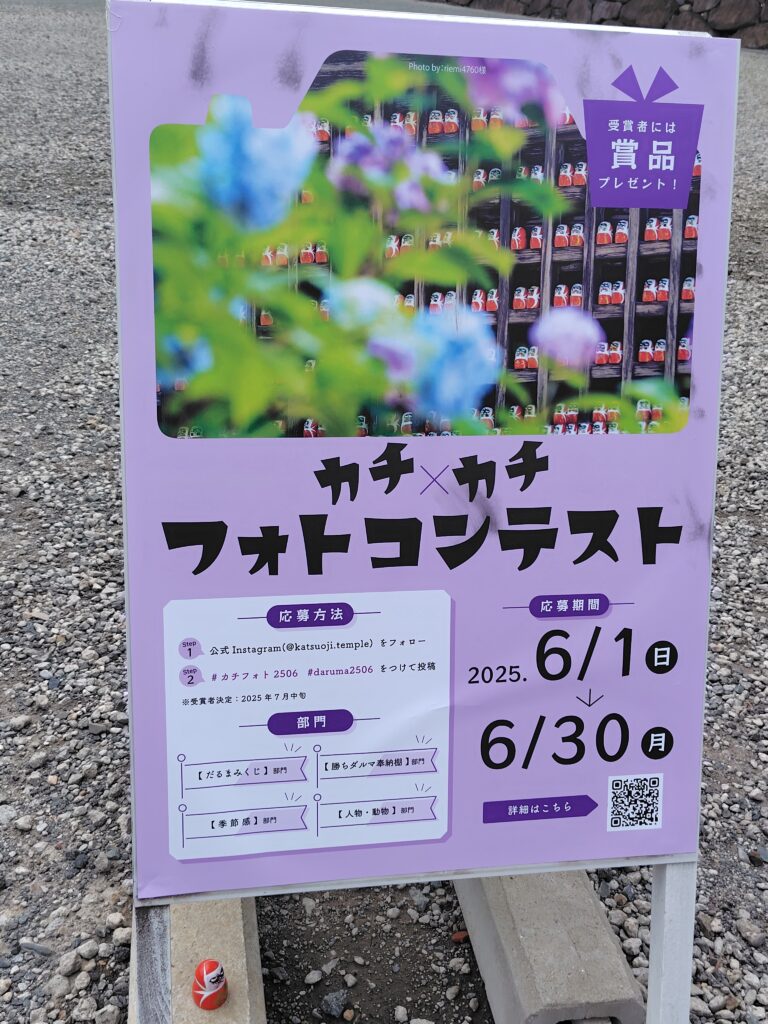 Photo by:riemi4760様
受賞者には
賞品
プレゼント!
カチ×カチ
フォトコンテスト
応募方法
Step 1 公式 Instagram(@katsuoji.temple) をフォロー
Step 2 #カチフォト2506 #daruma2506 をつけて投稿
※受賞者決定:2025年7月中旬
部門
【だるまみくじ】部門
【勝ちダルマ奉納棚】部門
【季節感】部門
【人物・動物】部門
応募期間
2025. 6/1 日
↓
6/30 月
詳細はこちら